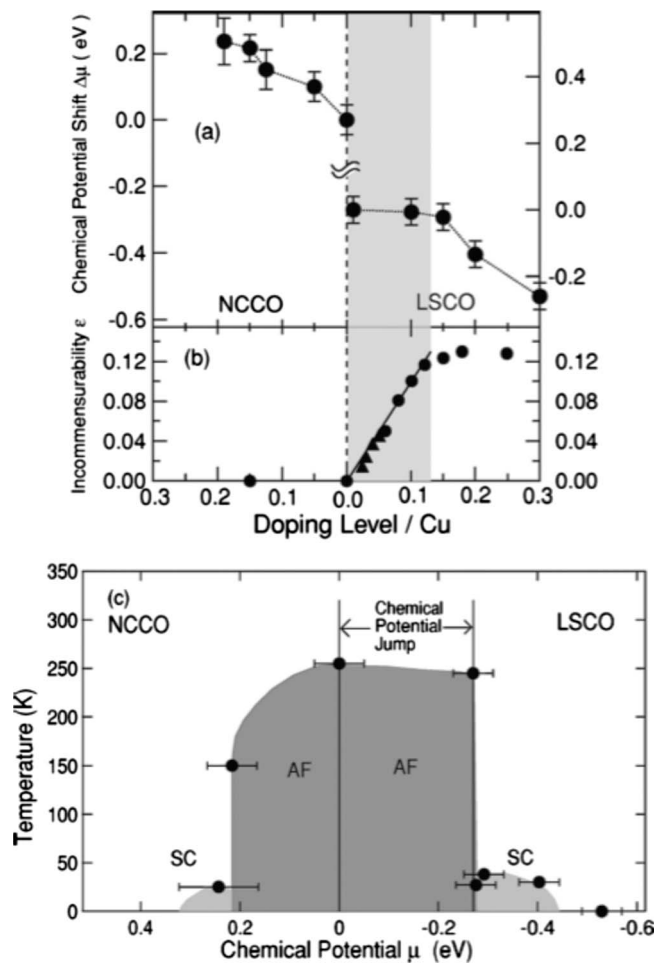 Chemical Potential Shift Δμ ( eV )
0.2
0.0
-0.2
-0.4
-0.6
(a)
NCCO
LSCO
0.4
0.2
0.0
-0.2
Incommensurability ε
0.12
0.08
0.04
0.00
(b)
0.12
0.08
0.04
0.00
0.3 0.2 0.1 0.0 0.1 0.2 0.3
Doping Level / Cu
Temperature (K)
350
300
250
200
150
100
50
0
(c)
NCCO
Chemical
Potential
Jump
LSCO
AF
AF
SC
SC
0.4 0.2 0 -0.2 -0.4 -0.6
Chemical Potential μ (eV)